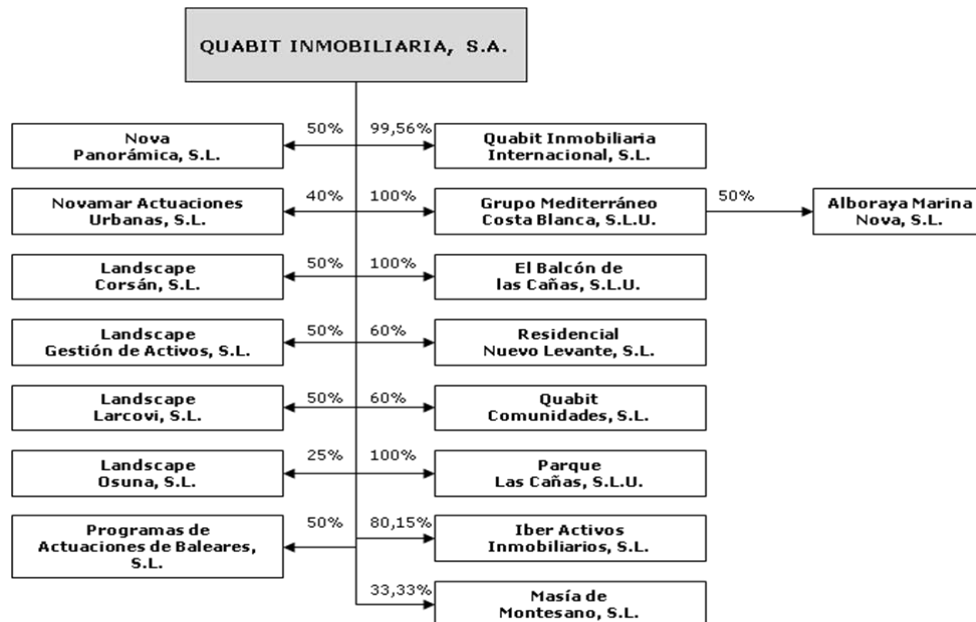 QUABIT INMOBILIARIA, S.A.
50%
99,56%
Nova
Panorámica, S.L.
Quabit Inmobiliaria
Internacional, S.L.
40%
100%
50%
Novamar Actuaciones
Urbanas, S.L.
Grupo Mediterráneo
Costa Blanca, S.L.U.
Alboraya Marina
Nova, S.L.
50%
100%
Landscape
Corsán, S.L.
El Balcón de
las Cañas, S.L.U.
50%
60%
Landscape
Gestión de Activos, S.L.
Residencial
Nuevo Levante, S.L.
50%
60%
Landscape
Larcovi, S.L.
Quabit
Comunidades, S.L.
25%
100%
Landscape
Osuna, S.L.
Parque
Las Cañas, S.L.U.
50%
80,15%
Programas de
Actuaciones de Baleares,
S.L.
Iber Activos
Inmobiliarios, S.L.
33,33%
Masía de
Montesano, S.L.